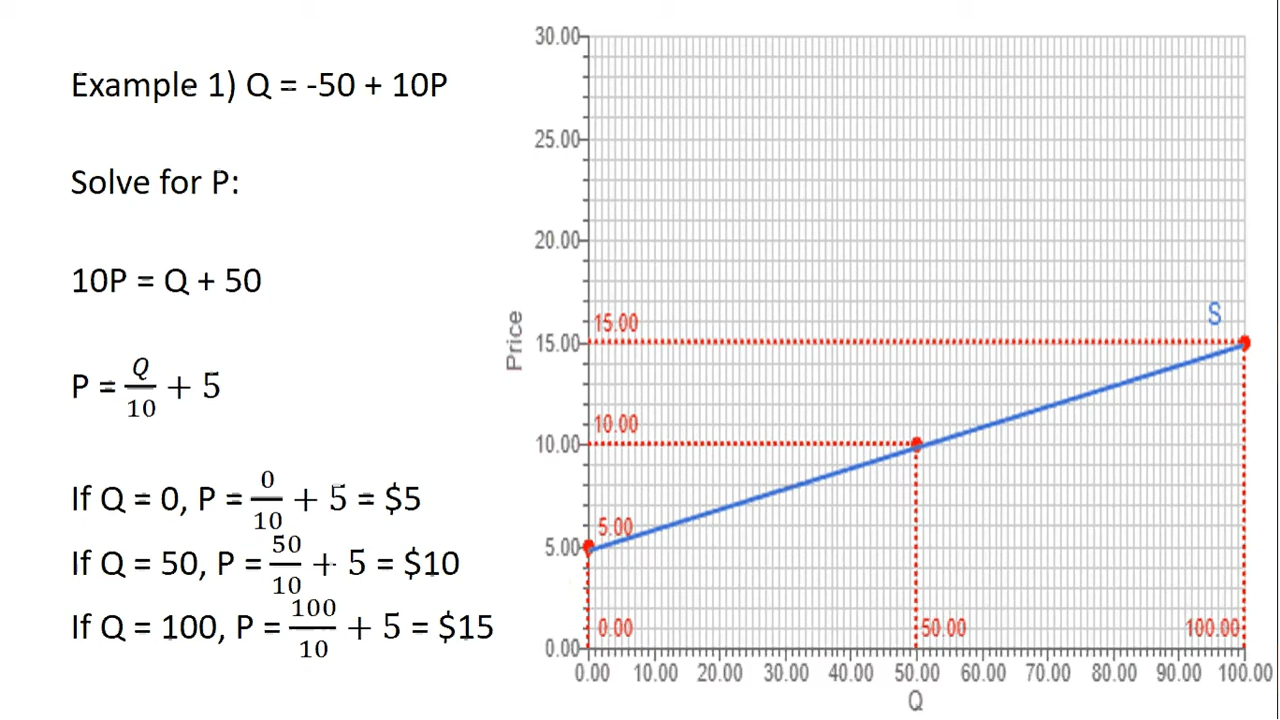 Example 1) Q = -50 + 10P
Solve for P:
10P = Q + 50
P = Q/10 + 5
If Q = 0, P = 0/10 + 5 = $5
If Q = 50, P = 50/10 + 5 = $10
If Q = 100, P = 100/10 + 5 = $15
Price
30.00
25.00
20.00
15.00
10.00
5.00
0.00
15.00
10.00
5.00
S
0.00
50.00
100.00
0.00 10.00 20.00 30.00 40.00 50.00 60.00 70.00 80.00 90.00 100.00
Q